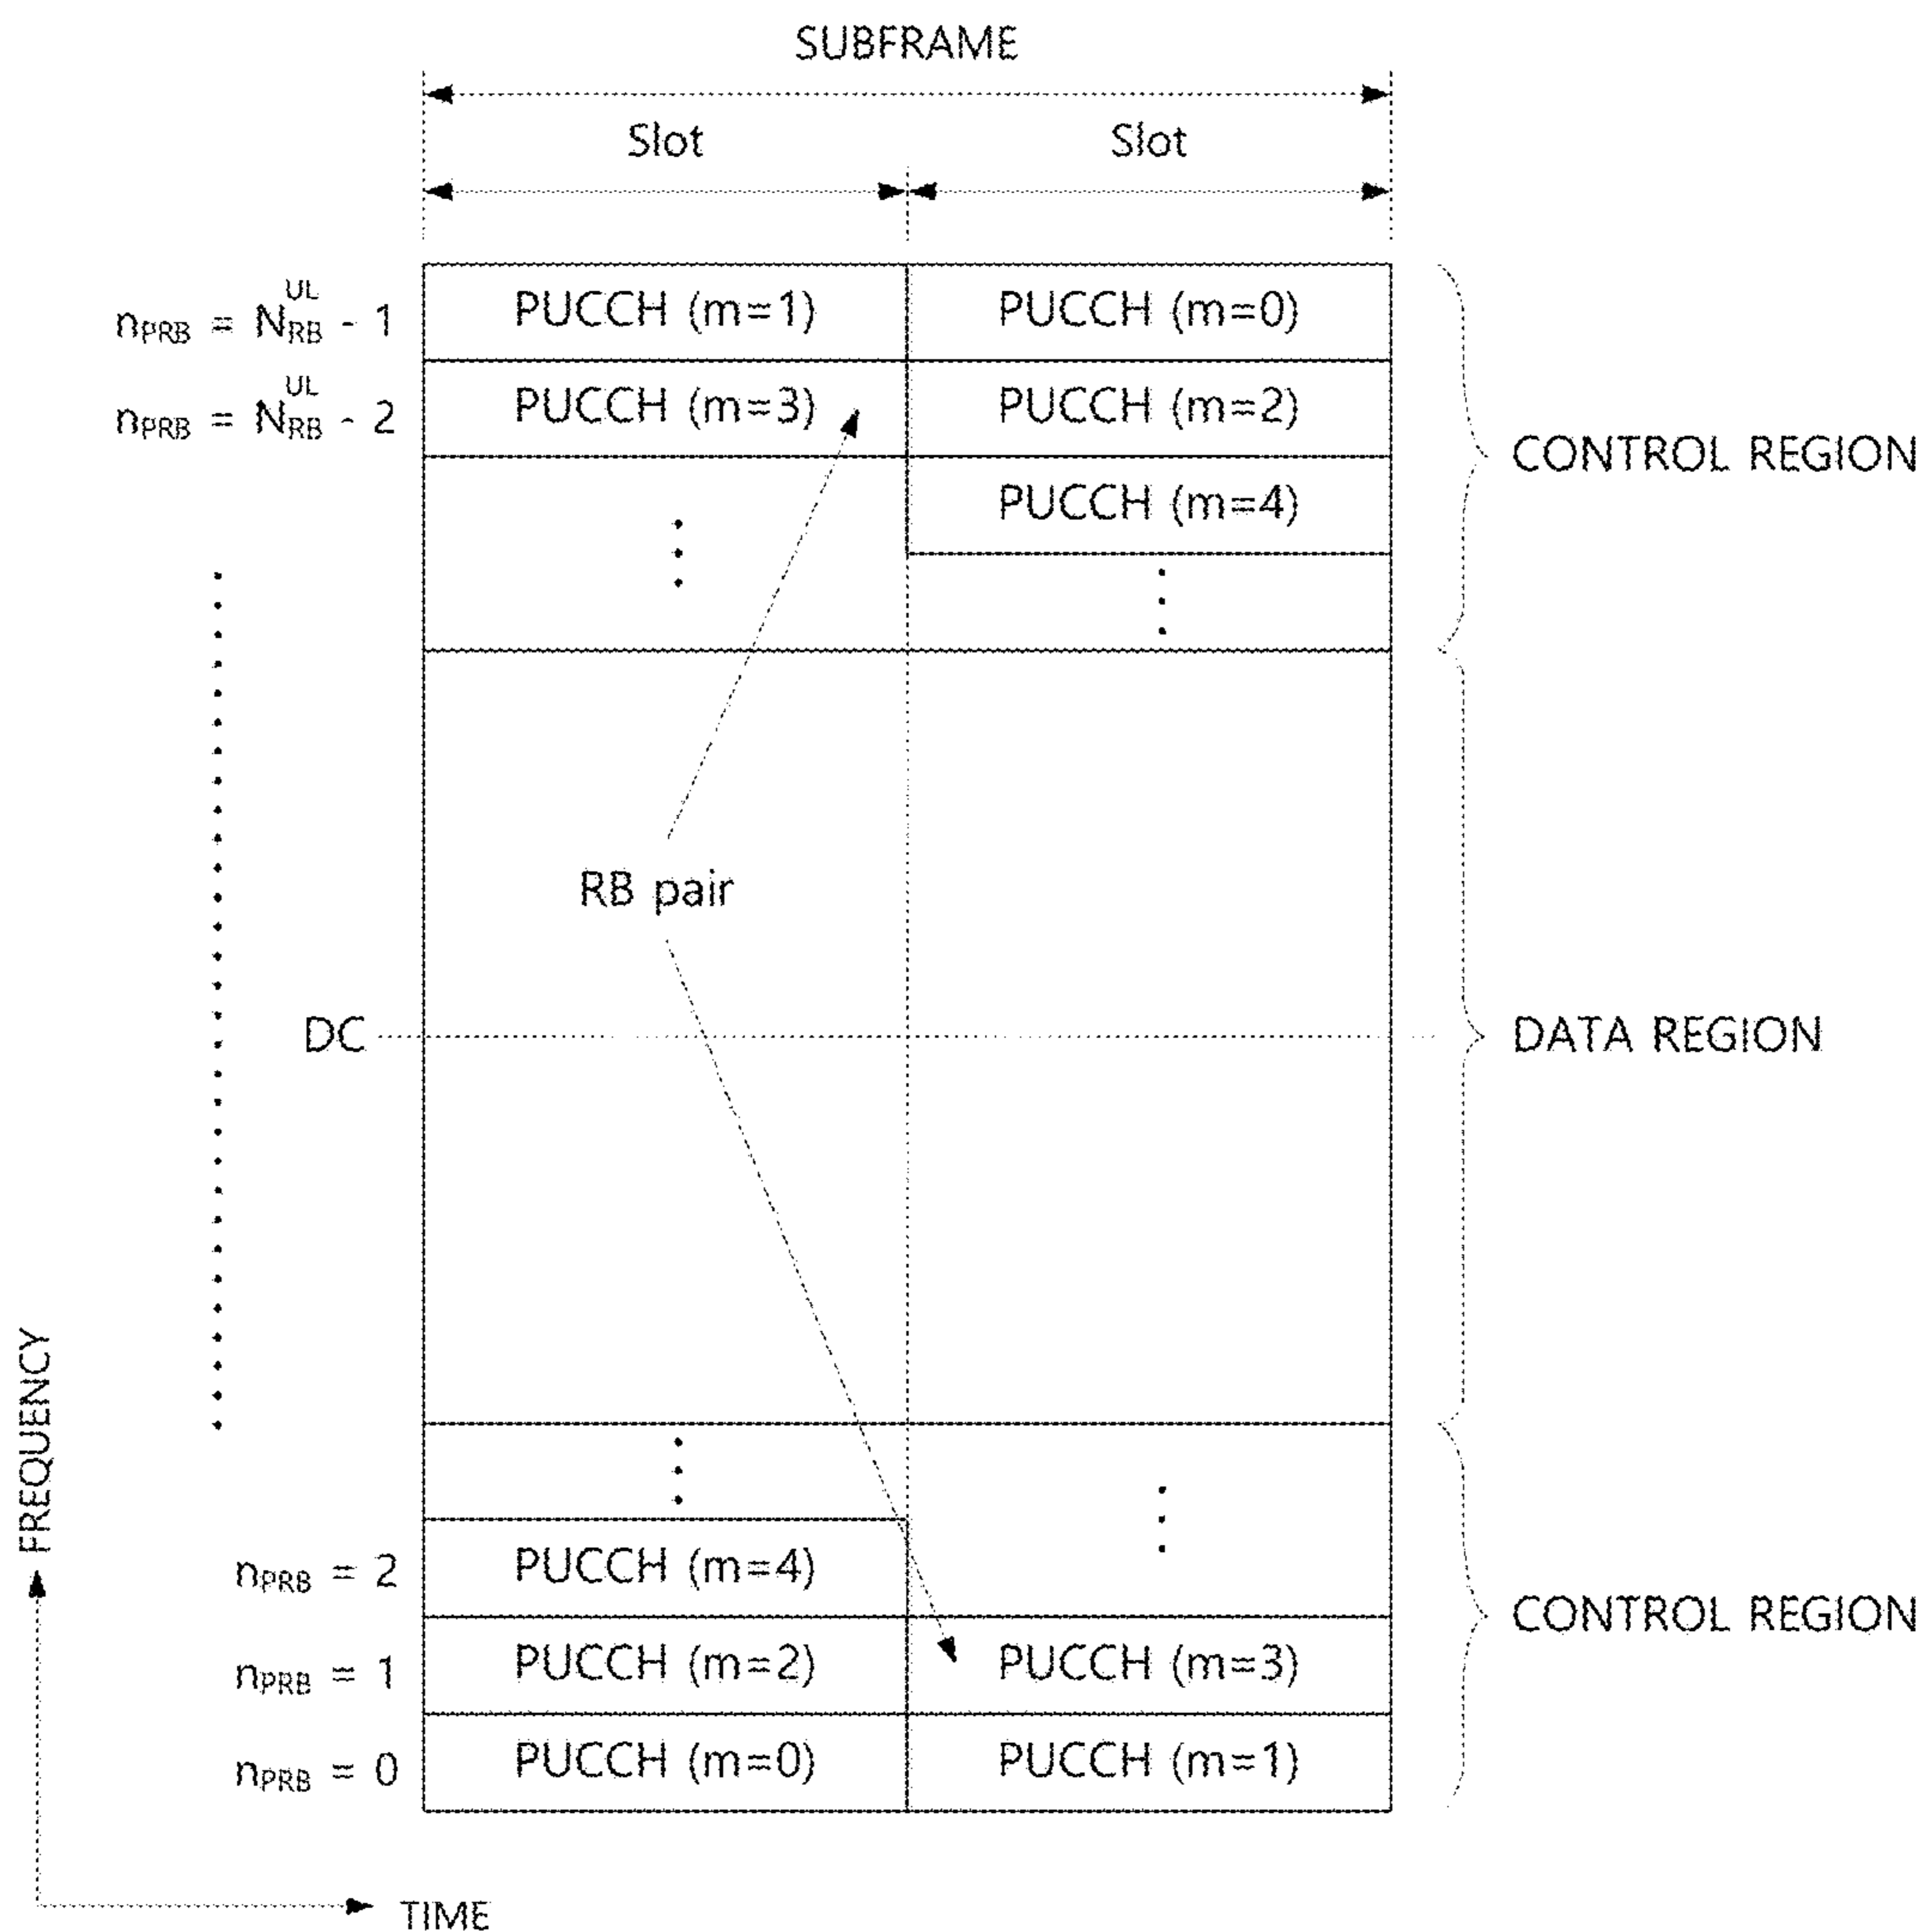 SUBFRAME
Slot Slot
n_PRB = N_RB^UL - 1 PUCCH (m=1) PUCCH (m=0)
n_PRB = N_RB^UL - 2 PUCCH (m=3) PUCCH (m=2)
CONTROL REGION
PUCCH (m=4)
RB pair
DC DATA REGION
n_PRB = 2 PUCCH (m=4)
CONTROL REGION
n_PRB = 1 PUCCH (m=2) PUCCH (m=3)
n_PRB = 0 PUCCH (m=0) PUCCH (m=1)
FREQUENCY
TIME